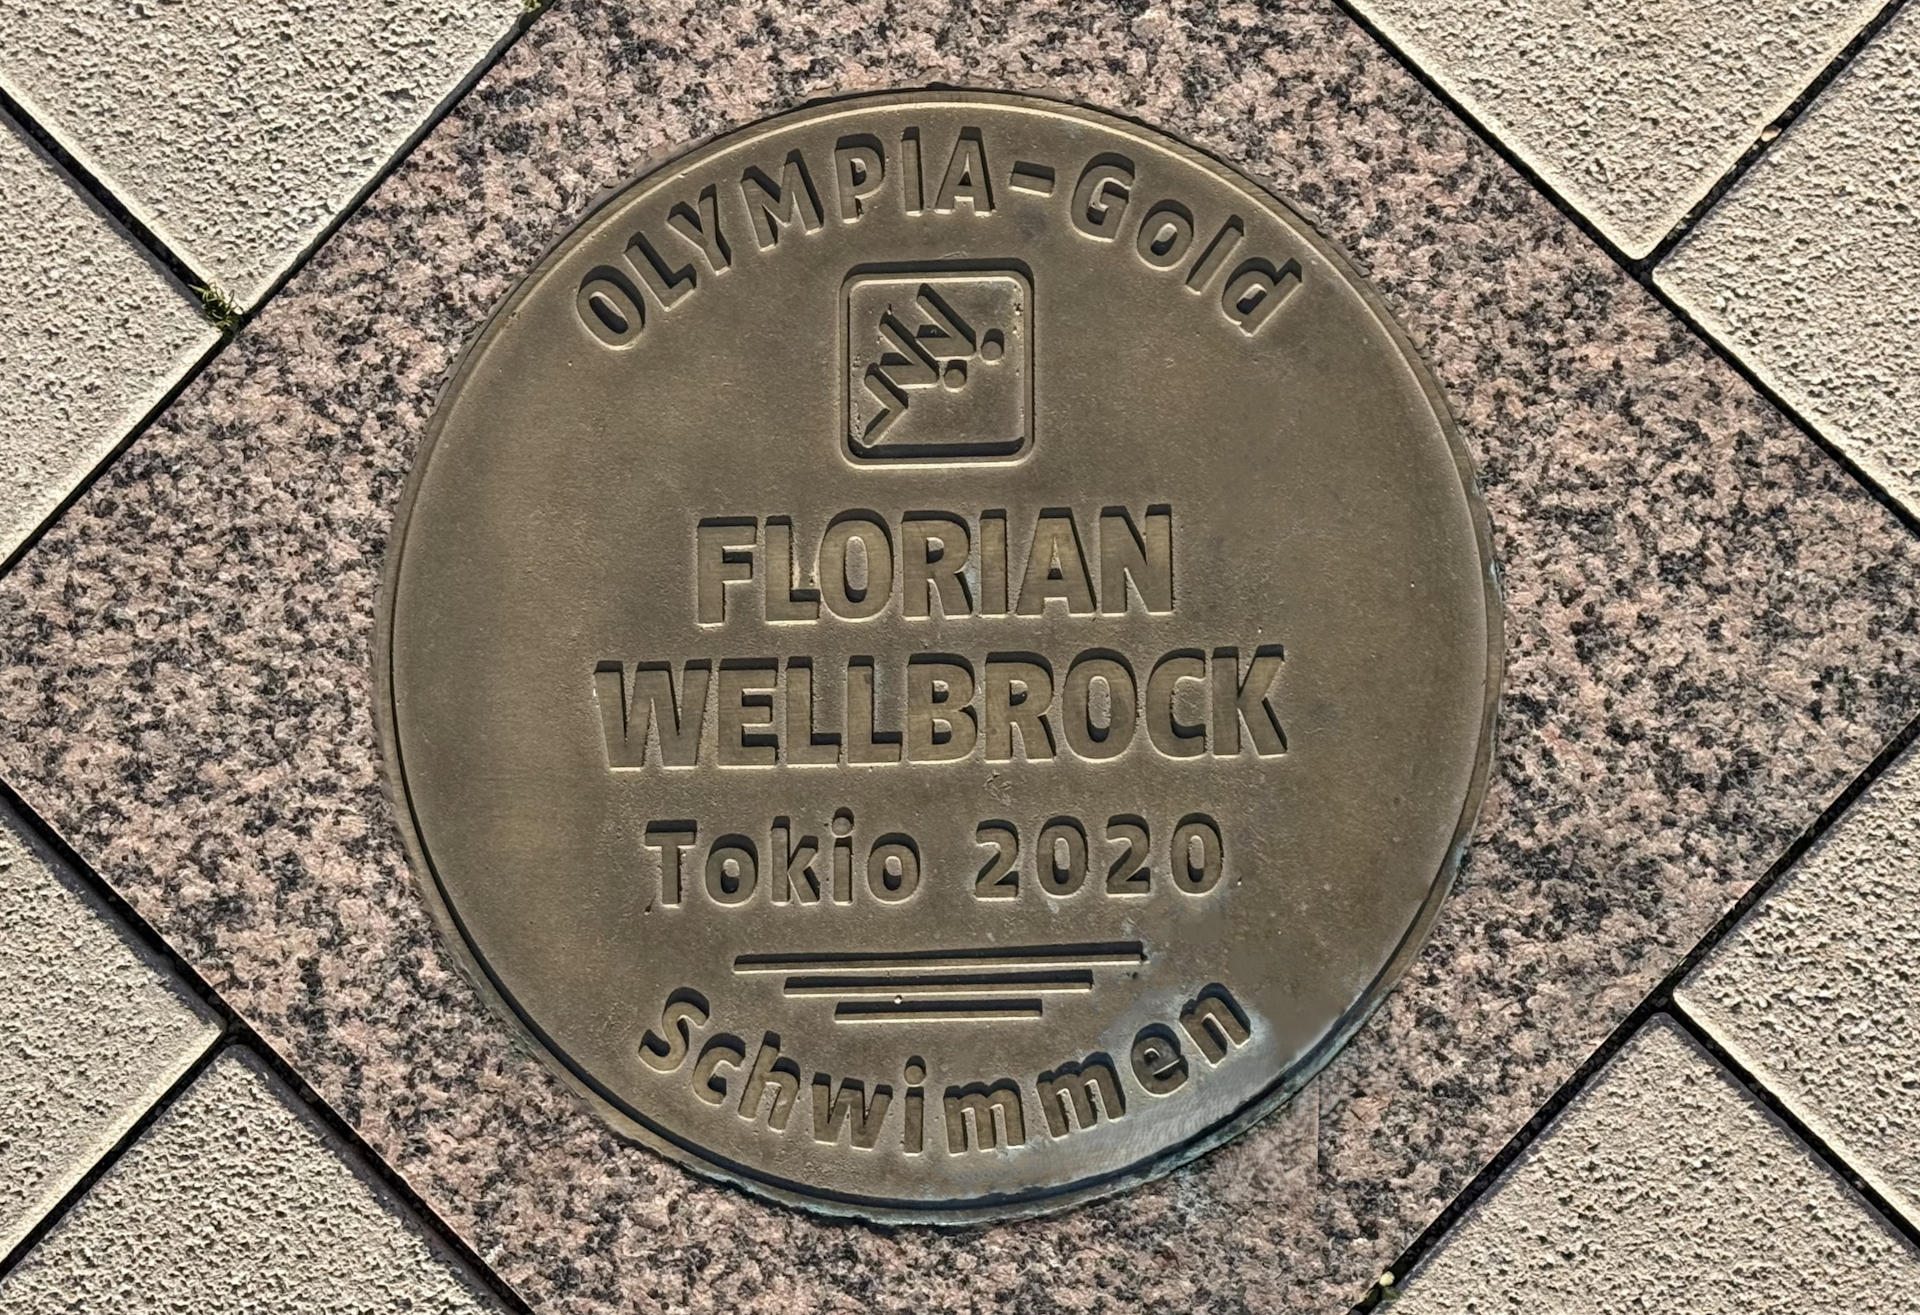 OLYMPIA-Gold
FLORIAN
WELLBROCK
Tokio 2020
Schwimmen